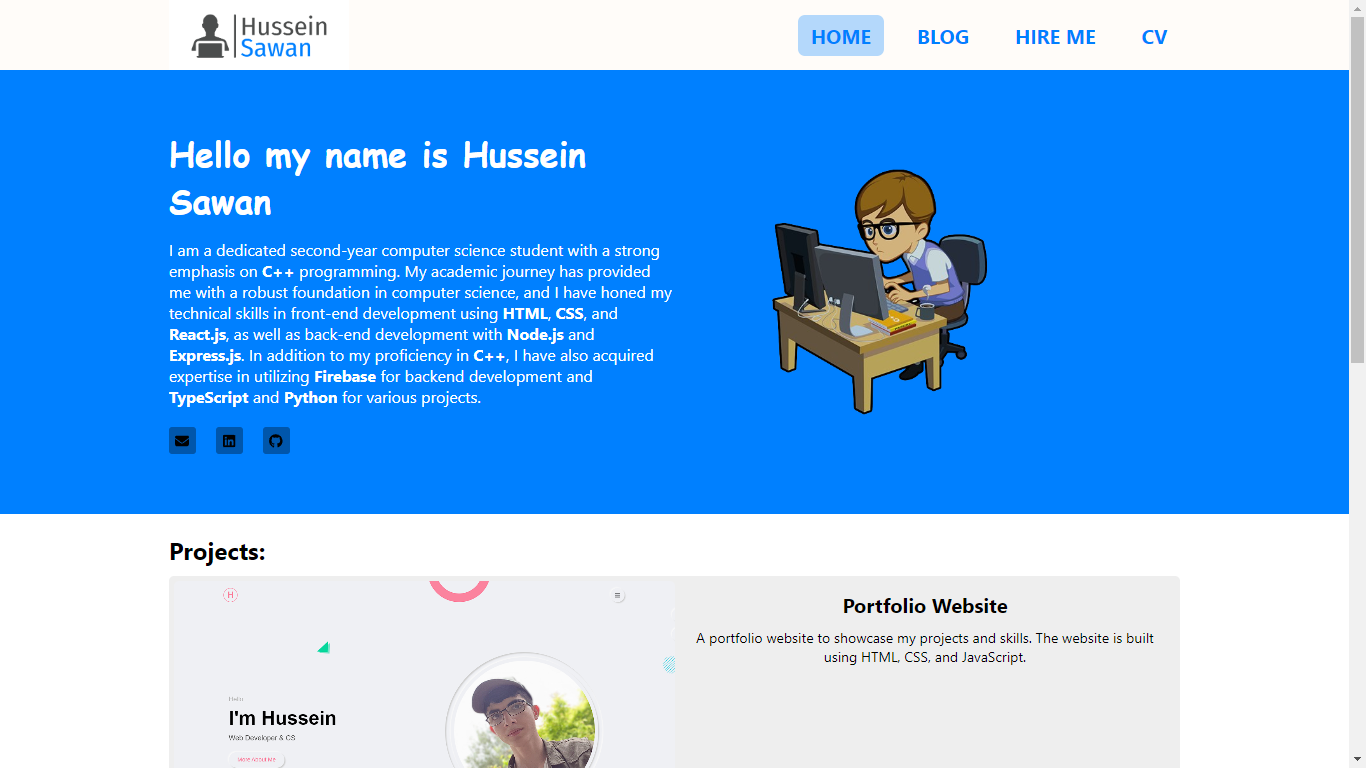 Hussein
Sawan
HOME
BLOG
HIRE ME
CV
Hello my name is Hussein
Sawan
I am a dedicated second-year computer science student with a strong
emphasis on C++ programming. My academic journey has provided
me with a robust foundation in computer science, and I have honed my
technical skills in front-end development using HTML, CSS, and
React.js, as well as back-end development with Node.js and
Express.js. In addition to my proficiency in C++, I have also acquired
expertise in utilizing Firebase for backend development and
TypeScript and Python for various projects.
Projects:
H
Hello
I'm Hussein
Web Developer & CS
More About Me
Portfolio Website
A portfolio website to showcase my projects and skills. The website is built
using HTML, CSS, and JavaScript.